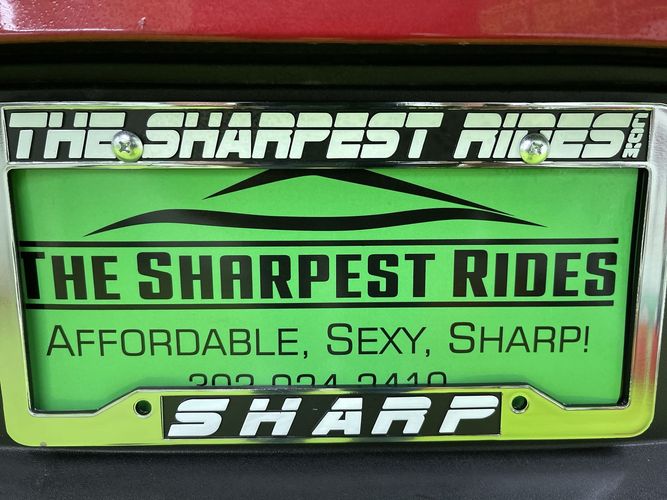 THE SHARPEST RIDES.COM
THE SHARPEST RIDES
AFFORDABLE, SEXY, SHARP!
SHARP